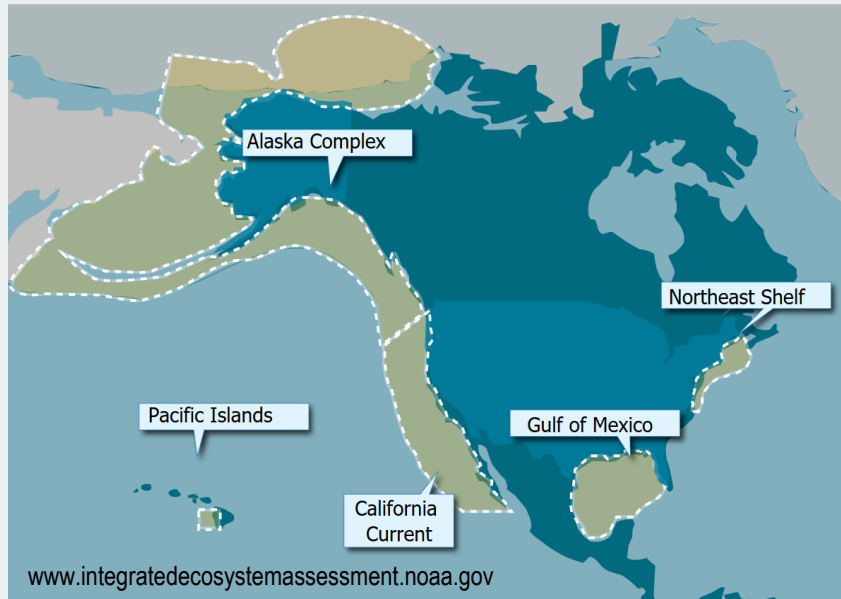 Alaska Complex
Northeast Shelf
Pacific Islands
Gulf of Mexico
California
Current
www.integratedecosystemassessment.noaa.gov